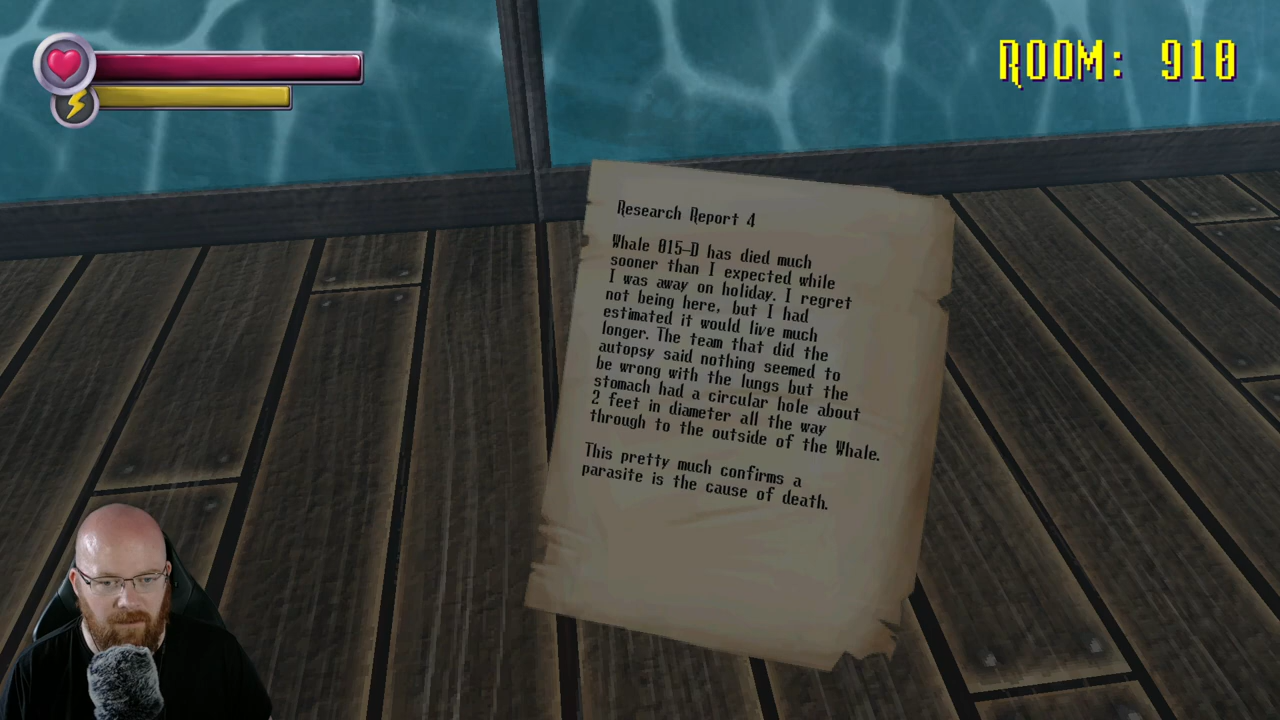 ROOM: 910
Research Report 4
Whale 015-D has died much
sooner than I expected while
I was away on holiday. I regret
not being here, but I had
estimated it would live much
longer. The team that did the
autopsy said nothing seemed to
be wrong with the lungs but the
stomach had a circular hole about
2 feet in diameter all the way
through to the outside of the Whale.
This pretty much confirms a
parasite is the cause of death.